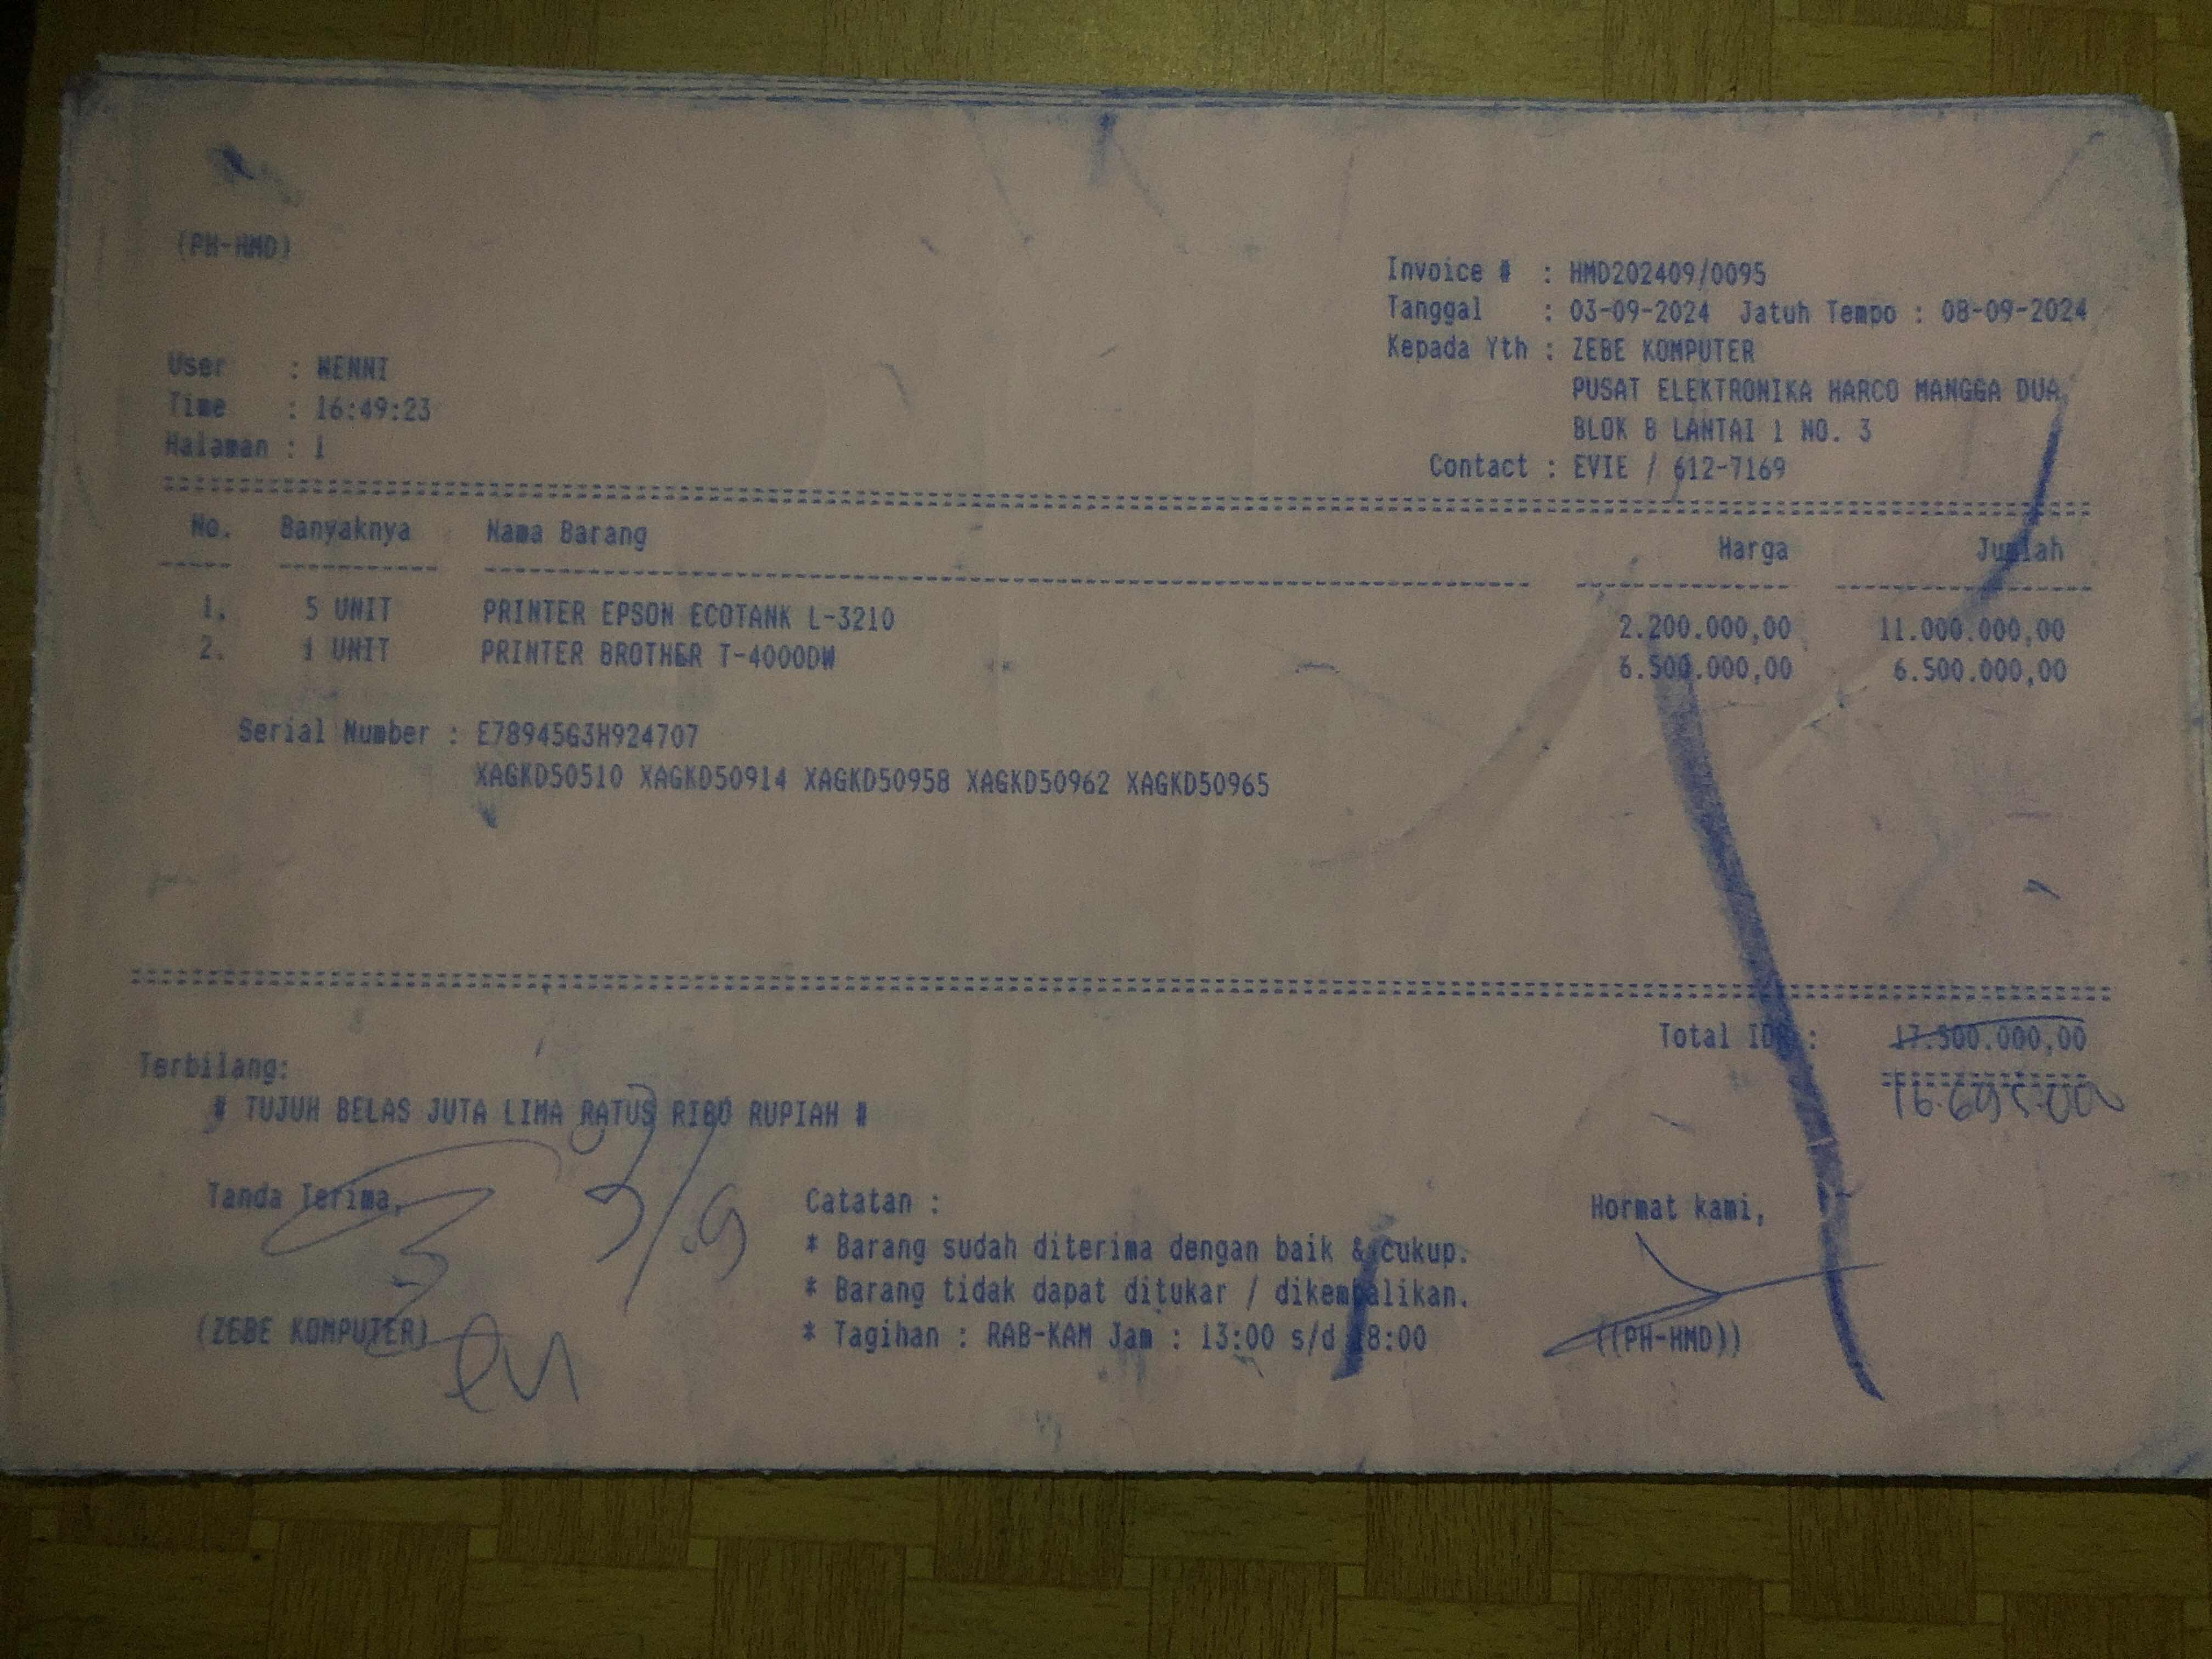 (PH-HMD)
Invoice # : HMD202409/0095
Tanggal : 03-09-2024 Jatuh Tempo : 08-09-2024
Kepada Yth : ZEBE KOMPUTER
PUSAT ELEKTRONIKA HARCO MANGGA DUA
BLOK B LANTAI 1 NO. 3
Contact : EVIE / 612-7169
User : WENNI
Time : 16:49:23
Halaman : 1
No. Banyaknya Nama Barang Harga Jumlah
1. 5 UNIT PRINTER EPSON ECOTANK L-3210 2.200.000,00 11.000.000,00
2. 1 UNIT PRINTER BROTHER T-4000DW 6.500.000,00 6.500.000,00
Serial Number : E78945G3H924707
XAGKD50510 XAGKD50914 XAGKD50958 XAGKD50962 XAGKD50965
Total IDR : 17.500.000,00
Terbilang:
# TUJUH BELAS JUTA LIMA RATUS RIBU RUPIAH #
Tanda Terima,
3/9
(ZEBE KOMPUTER)
Catatan :
* Barang sudah diterima dengan baik & cukup.
* Barang tidak dapat ditukar / dikembalikan.
* Tagihan : RAB-KAM Jam : 13:00 s/d 18:00
Hormat kami,
((PH-HMD))